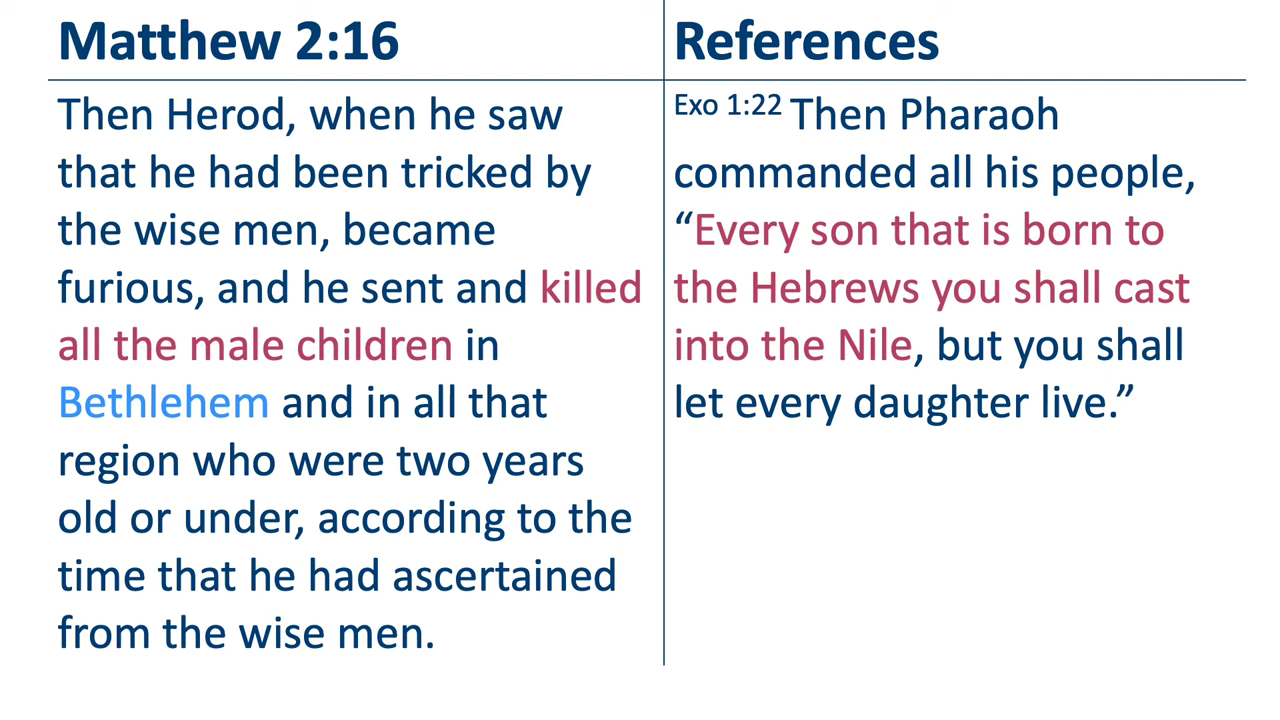 Matthew 2:16
Then Herod, when he saw
that he had been tricked by
the wise men, became
furious, and he sent and killed
all the male children in
Bethlehem and in all that
region who were two years
old or under, according to the
time that he had ascertained
from the wise men.
References
Exo 1:22 Then Pharaoh
commanded all his people,
“Every son that is born to
the Hebrews you shall cast
into the Nile, but you shall
let every daughter live.”